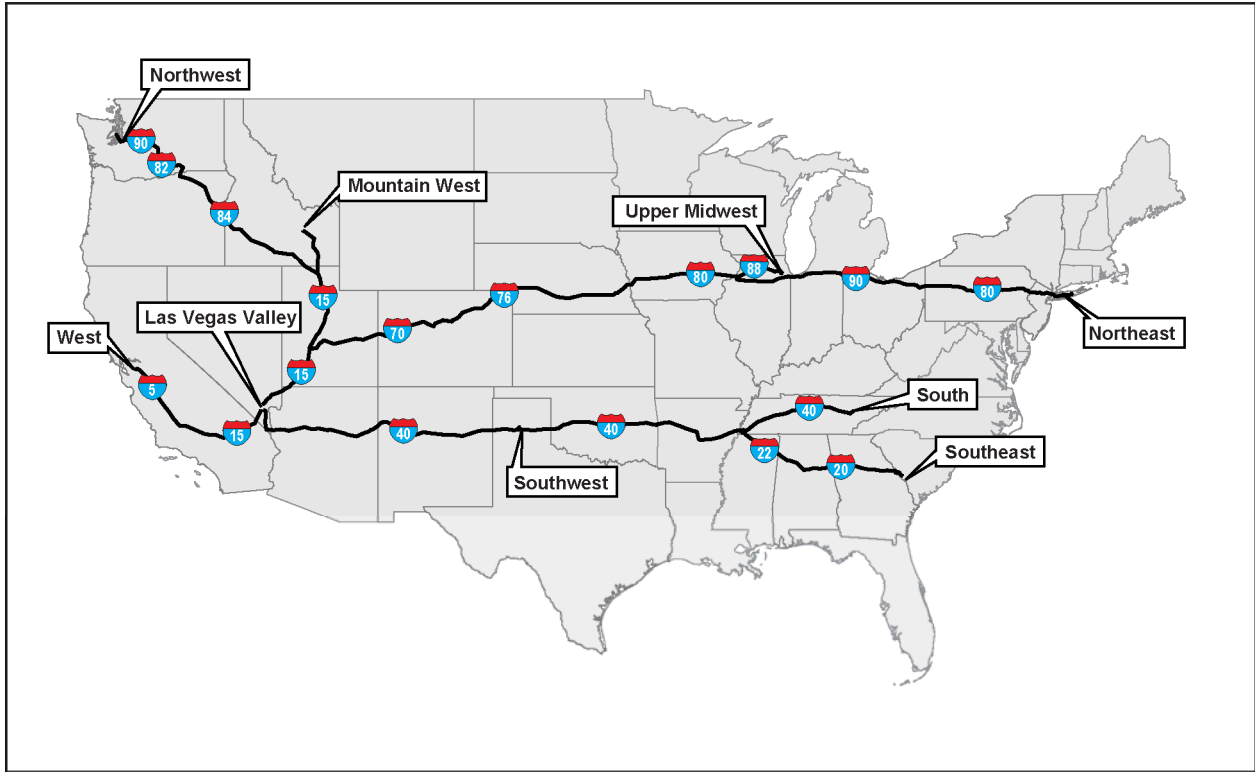 Northwest
90
82
Mountain West
84
Upper Midwest
80
88
90
80
15
76
Las Vegas Valley
70
West
Northeast
15
5
South
40
15
40
40
Southeast
22
20
Southwest